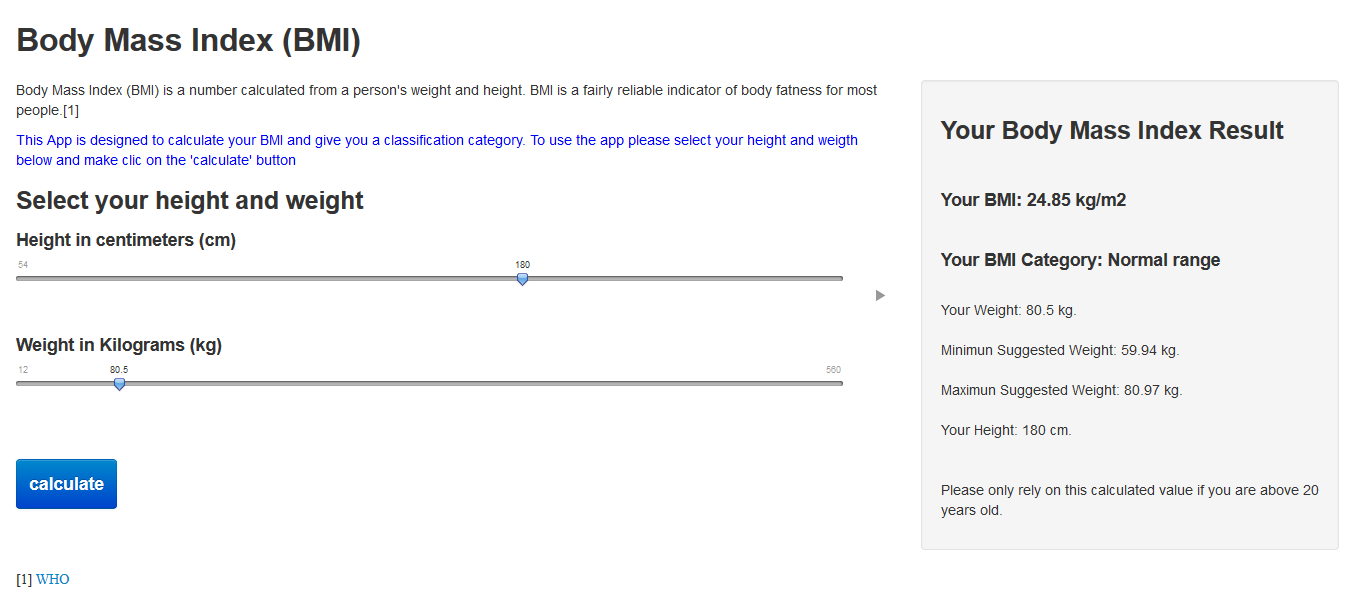 Body Mass Index (BMI)
Body Mass Index (BMI) is a number calculated from a person's weight and height. BMI is a fairly reliable indicator of body fatness for most
people.[1]
This App is designed to calculate your BMI and give you a classification category. To use the app please select your height and weigth
below and make clic on the 'calculate' button
Select your height and weight
Height in centimeters (cm)
54
180
Weight in Kilograms (kg)
12
80.5
560
calculate
[1] WHO
Your Body Mass Index Result
Your BMI: 24.85 kg/m2
Your BMI Category: Normal range
Your Weight: 80.5 kg.
Minimun Suggested Weight: 59.94 kg.
Maximun Suggested Weight: 80.97 kg.
Your Height: 180 cm.
Please only rely on this calculated value if you are above 20
years old.